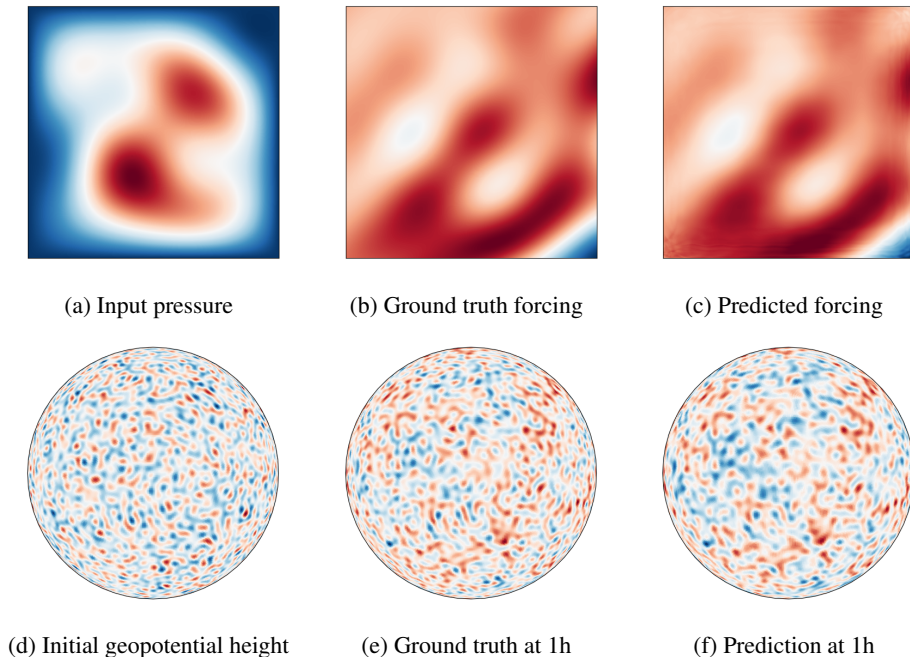 (a) Input pressure
(b) Ground truth forcing
(c) Predicted forcing
(d) Initial geopotential height
(e) Ground truth at 1h
(f) Prediction at 1h